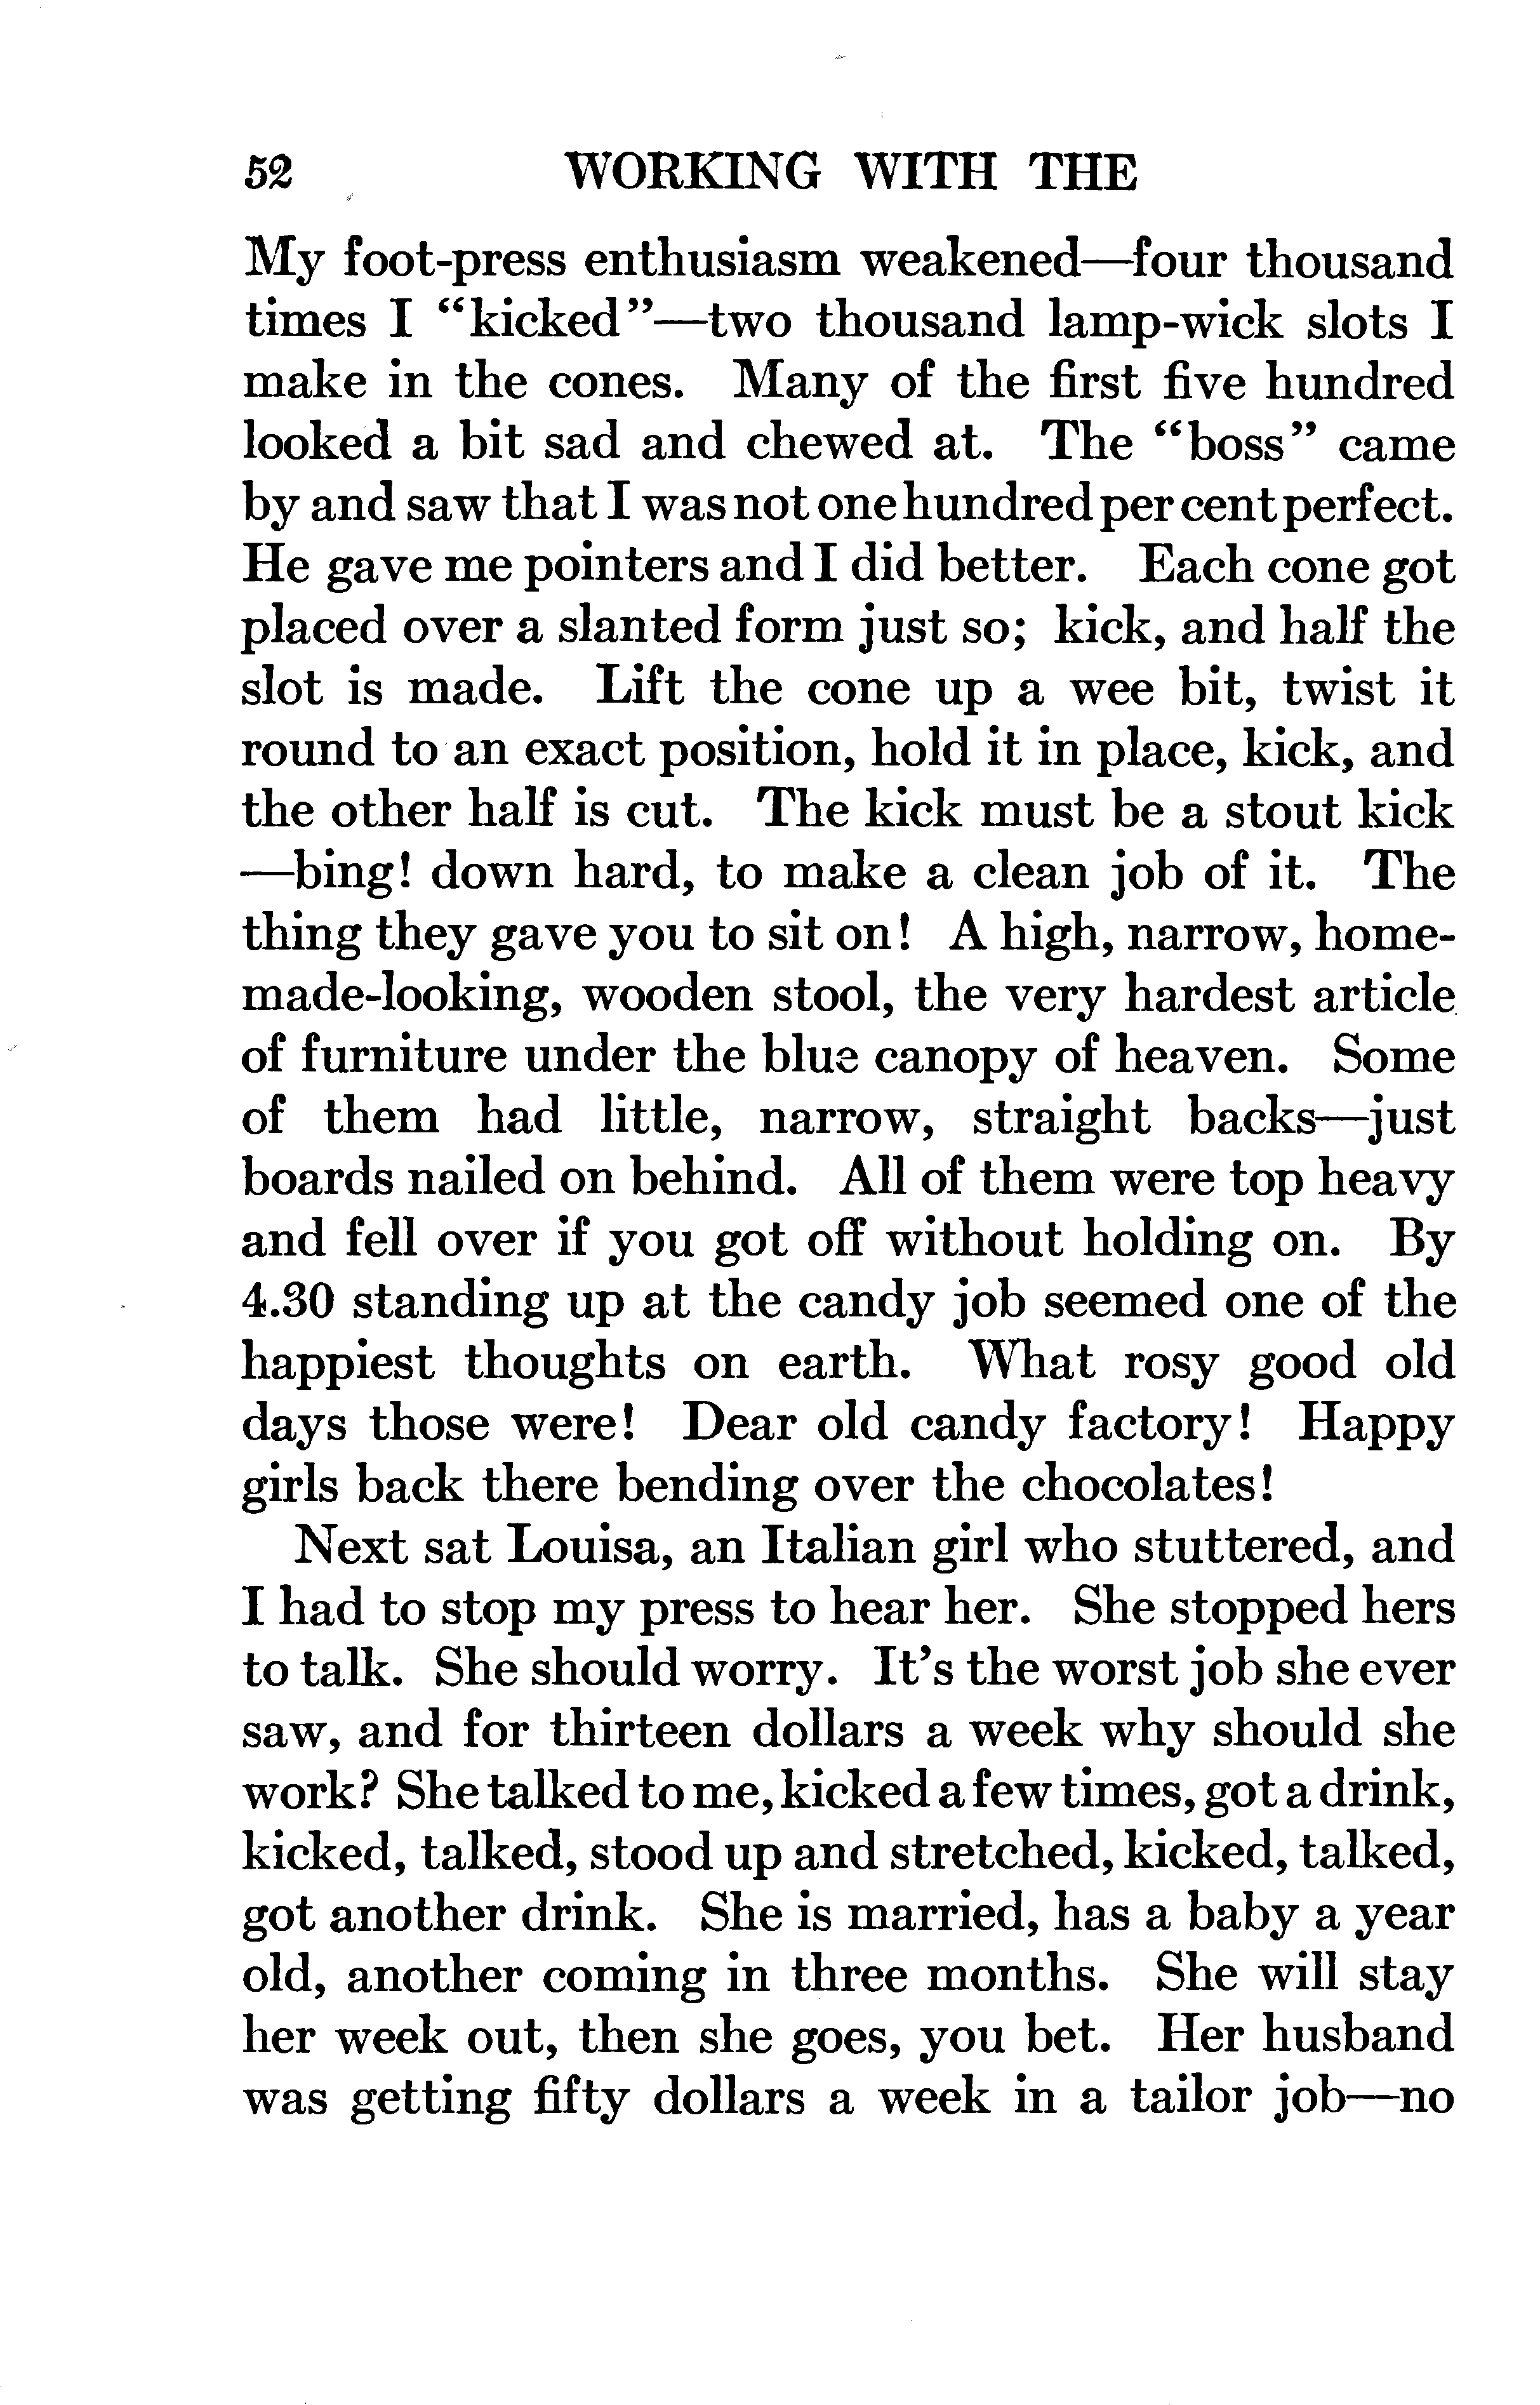 52 WORKING WITH THE
My foot-press enthusiasm weakened—four thousand
times I “kicked”—two thousand lamp-wick slots I
make in the cones. Many of the first five hundred
looked a bit sad and chewed at. The “boss” came
by and saw that I was not one hundred per cent perfect.
He gave me pointers and I did better. Each cone got
placed over a slanted form just so; kick, and half the
slot is made. Lift the cone up a wee bit, twist it
round to an exact position, hold it in place, kick, and
the other half is cut. The kick must be a stout kick
—bing! down hard, to make a clean job of it. The
thing they gave you to sit on! A high, narrow, home-
made-looking, wooden stool, the very hardest article
of furniture under the blue canopy of heaven. Some
of them had little, narrow, straight backs—just
boards nailed on behind. All of them were top heavy
and fell over if you got off without holding on. By
4.30 standing up at the candy job seemed one of the
happiest thoughts on earth. What rosy good old
days those were! Dear old candy factory! Happy
girls back there bending over the chocolates!
Next sat Louisa, an Italian girl who stuttered, and
I had to stop my press to hear her. She stopped hers
to talk. She should worry. It’s the worst job she ever
saw, and for thirteen dollars a week why should she
work? She talked to me, kicked a few times, got a drink,
kicked, talked, stood up and stretched, kicked, talked,
got another drink. She is married, has a baby a year
old, another coming in three months. She will stay
her week out, then she goes, you bet. Her husband
was getting fifty dollars a week in a tailor job—no